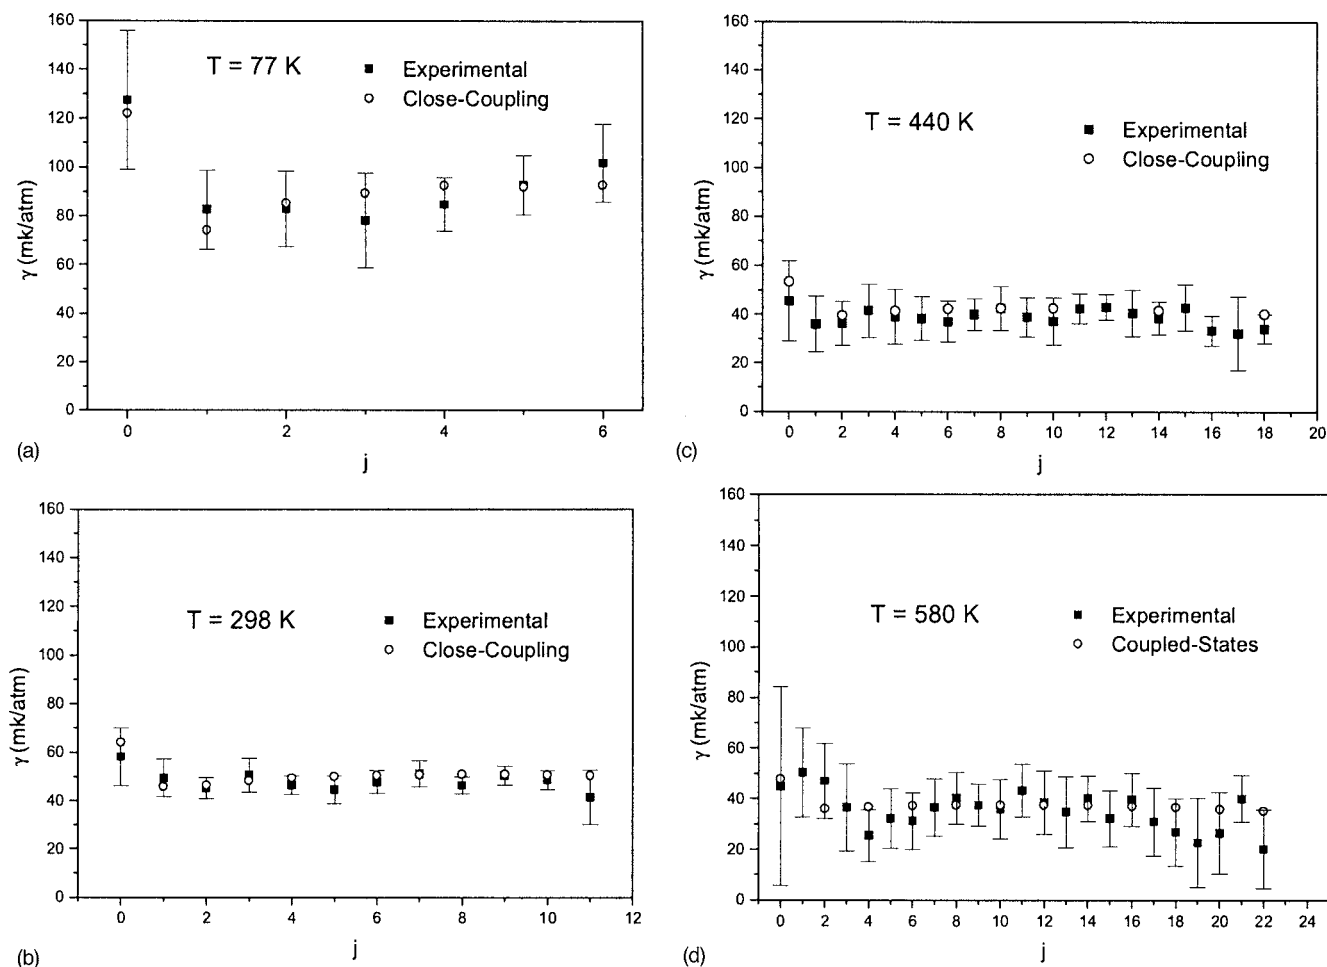 160
140
120
100
80
60
40
20
0
γ (mk/atm)
T = 77 K
Experimental
Close-Coupling
0 2 4 6
j
(a)
160
140
120
100
80
60
40
20
0
γ (mk/atm)
T = 298 K
Experimental
Close-Coupling
0 2 4 6 8 10 12
j
(b)
160
140
120
100
80
60
40
20
0
γ (mk/atm)
T = 440 K
Experimental
Close-Coupling
0 2 4 6 8 10 12 14 16 18 20
j
(c)
160
140
120
100
80
60
40
20
0
γ (mk/atm)
T = 580 K
Experimental
Coupled-States
0 2 4 6 8 10 12 14 16 18 20 22 24
j
(d)